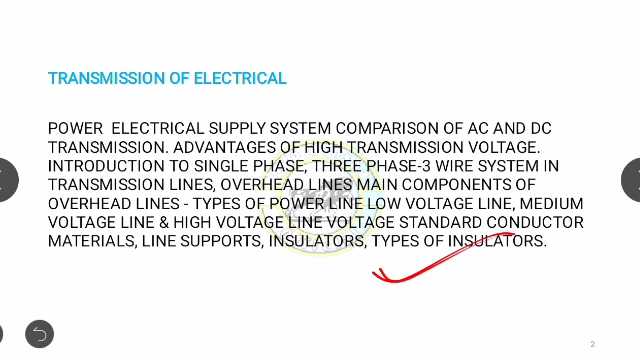 TRANSMISSION OF ELECTRICAL
POWER ELECTRICAL SUPPLY SYSTEM COMPARISON OF AC AND DC
TRANSMISSION. ADVANTAGES OF HIGH TRANSMISSION VOLTAGE.
INTRODUCTION TO SINGLE PHASE, THREE PHASE-3 WIRE SYSTEM IN
TRANSMISSION LINES, OVERHEAD LINES MAIN COMPONENTS OF
OVERHEAD LINES - TYPES OF POWER LINE LOW VOLTAGE LINE, MEDIUM
VOLTAGE LINE & HIGH VOLTAGE LINE VOLTAGE STANDARD CONDUCTOR
MATERIALS, LINE SUPPORTS, INSULATORS, TYPES OF INSULATORS.
2